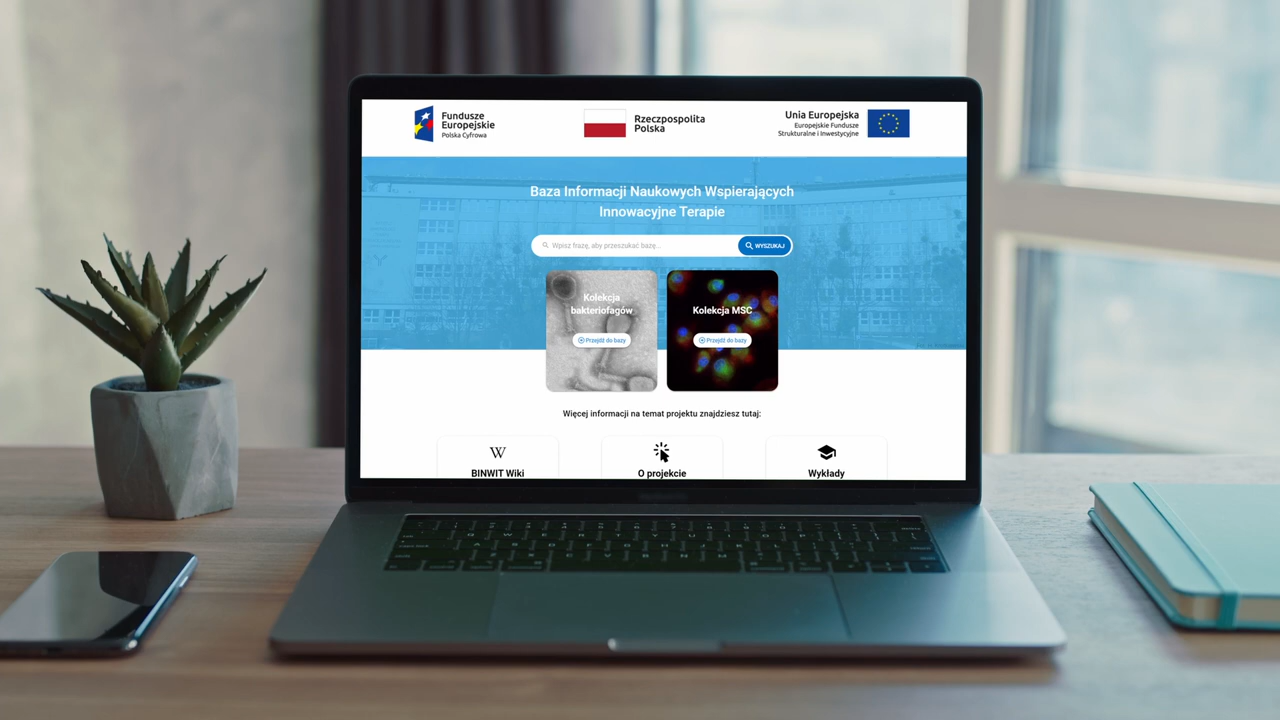 Fundusze
Europejskie
Polska Cyfrowa
Rzeczpospolita
Polska
Unia Europejska
Europejskie Fundusze
Strukturalne i Inwestycyjne
Baza Informacji Naukowych Wspierających
Innowacyjne Terapie
Wpisz frazę, aby przeszukać bazę...
WYSZUKAJ
Kolekcja
bakteriofagów
Przejdź do bazy
Kolekcja MSC
Przejdź do bazy
Więcej informacji na temat projektu znajdziesz tutaj:
W
BINWIT Wiki
O projekcie
Wykłady